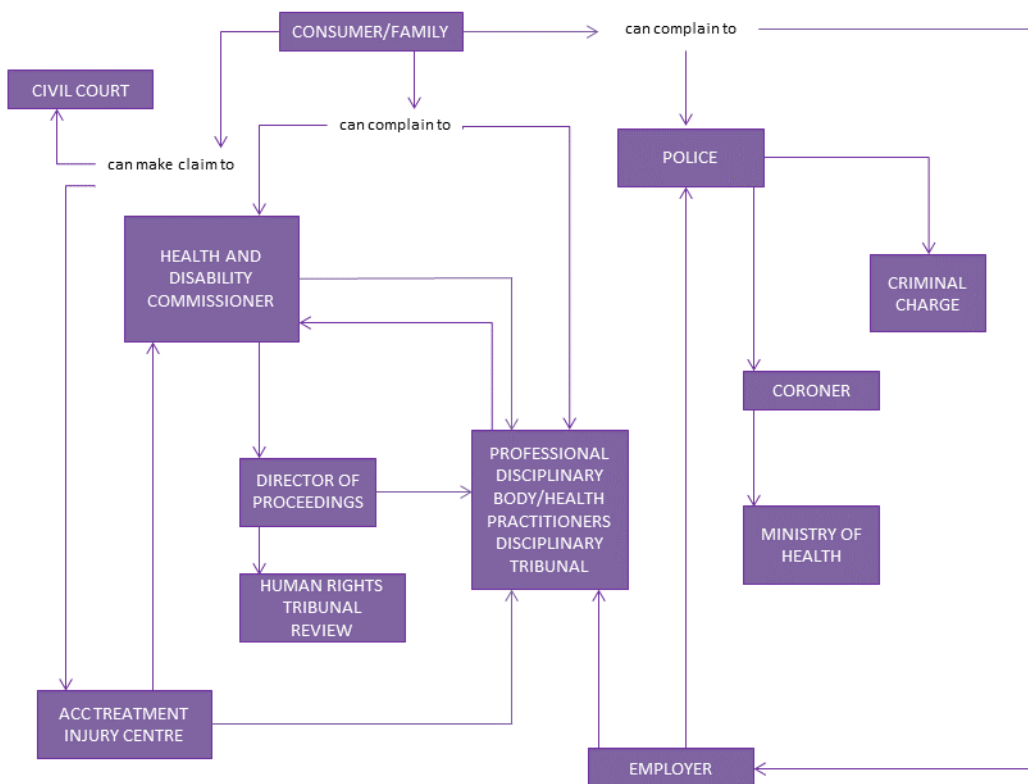 CONSUMER/FAMILY
can complain to
CIVIL COURT
can complain to
can make claim to
POLICE
HEALTH AND
DISABILITY
COMMISSIONER
CRIMINAL
CHARGE
CORONER
PROFESSIONAL
DISCIPLINARY
BODY/HEALTH
PRACTITIONERS
DISCIPLINARY
TRIBUNAL
DIRECTOR OF
PROCEEDINGS
MINISTRY OF
HEALTH
HUMAN RIGHTS
TRIBUNAL
REVIEW
ACC TREATMENT
INJURY CENTRE
EMPLOYER